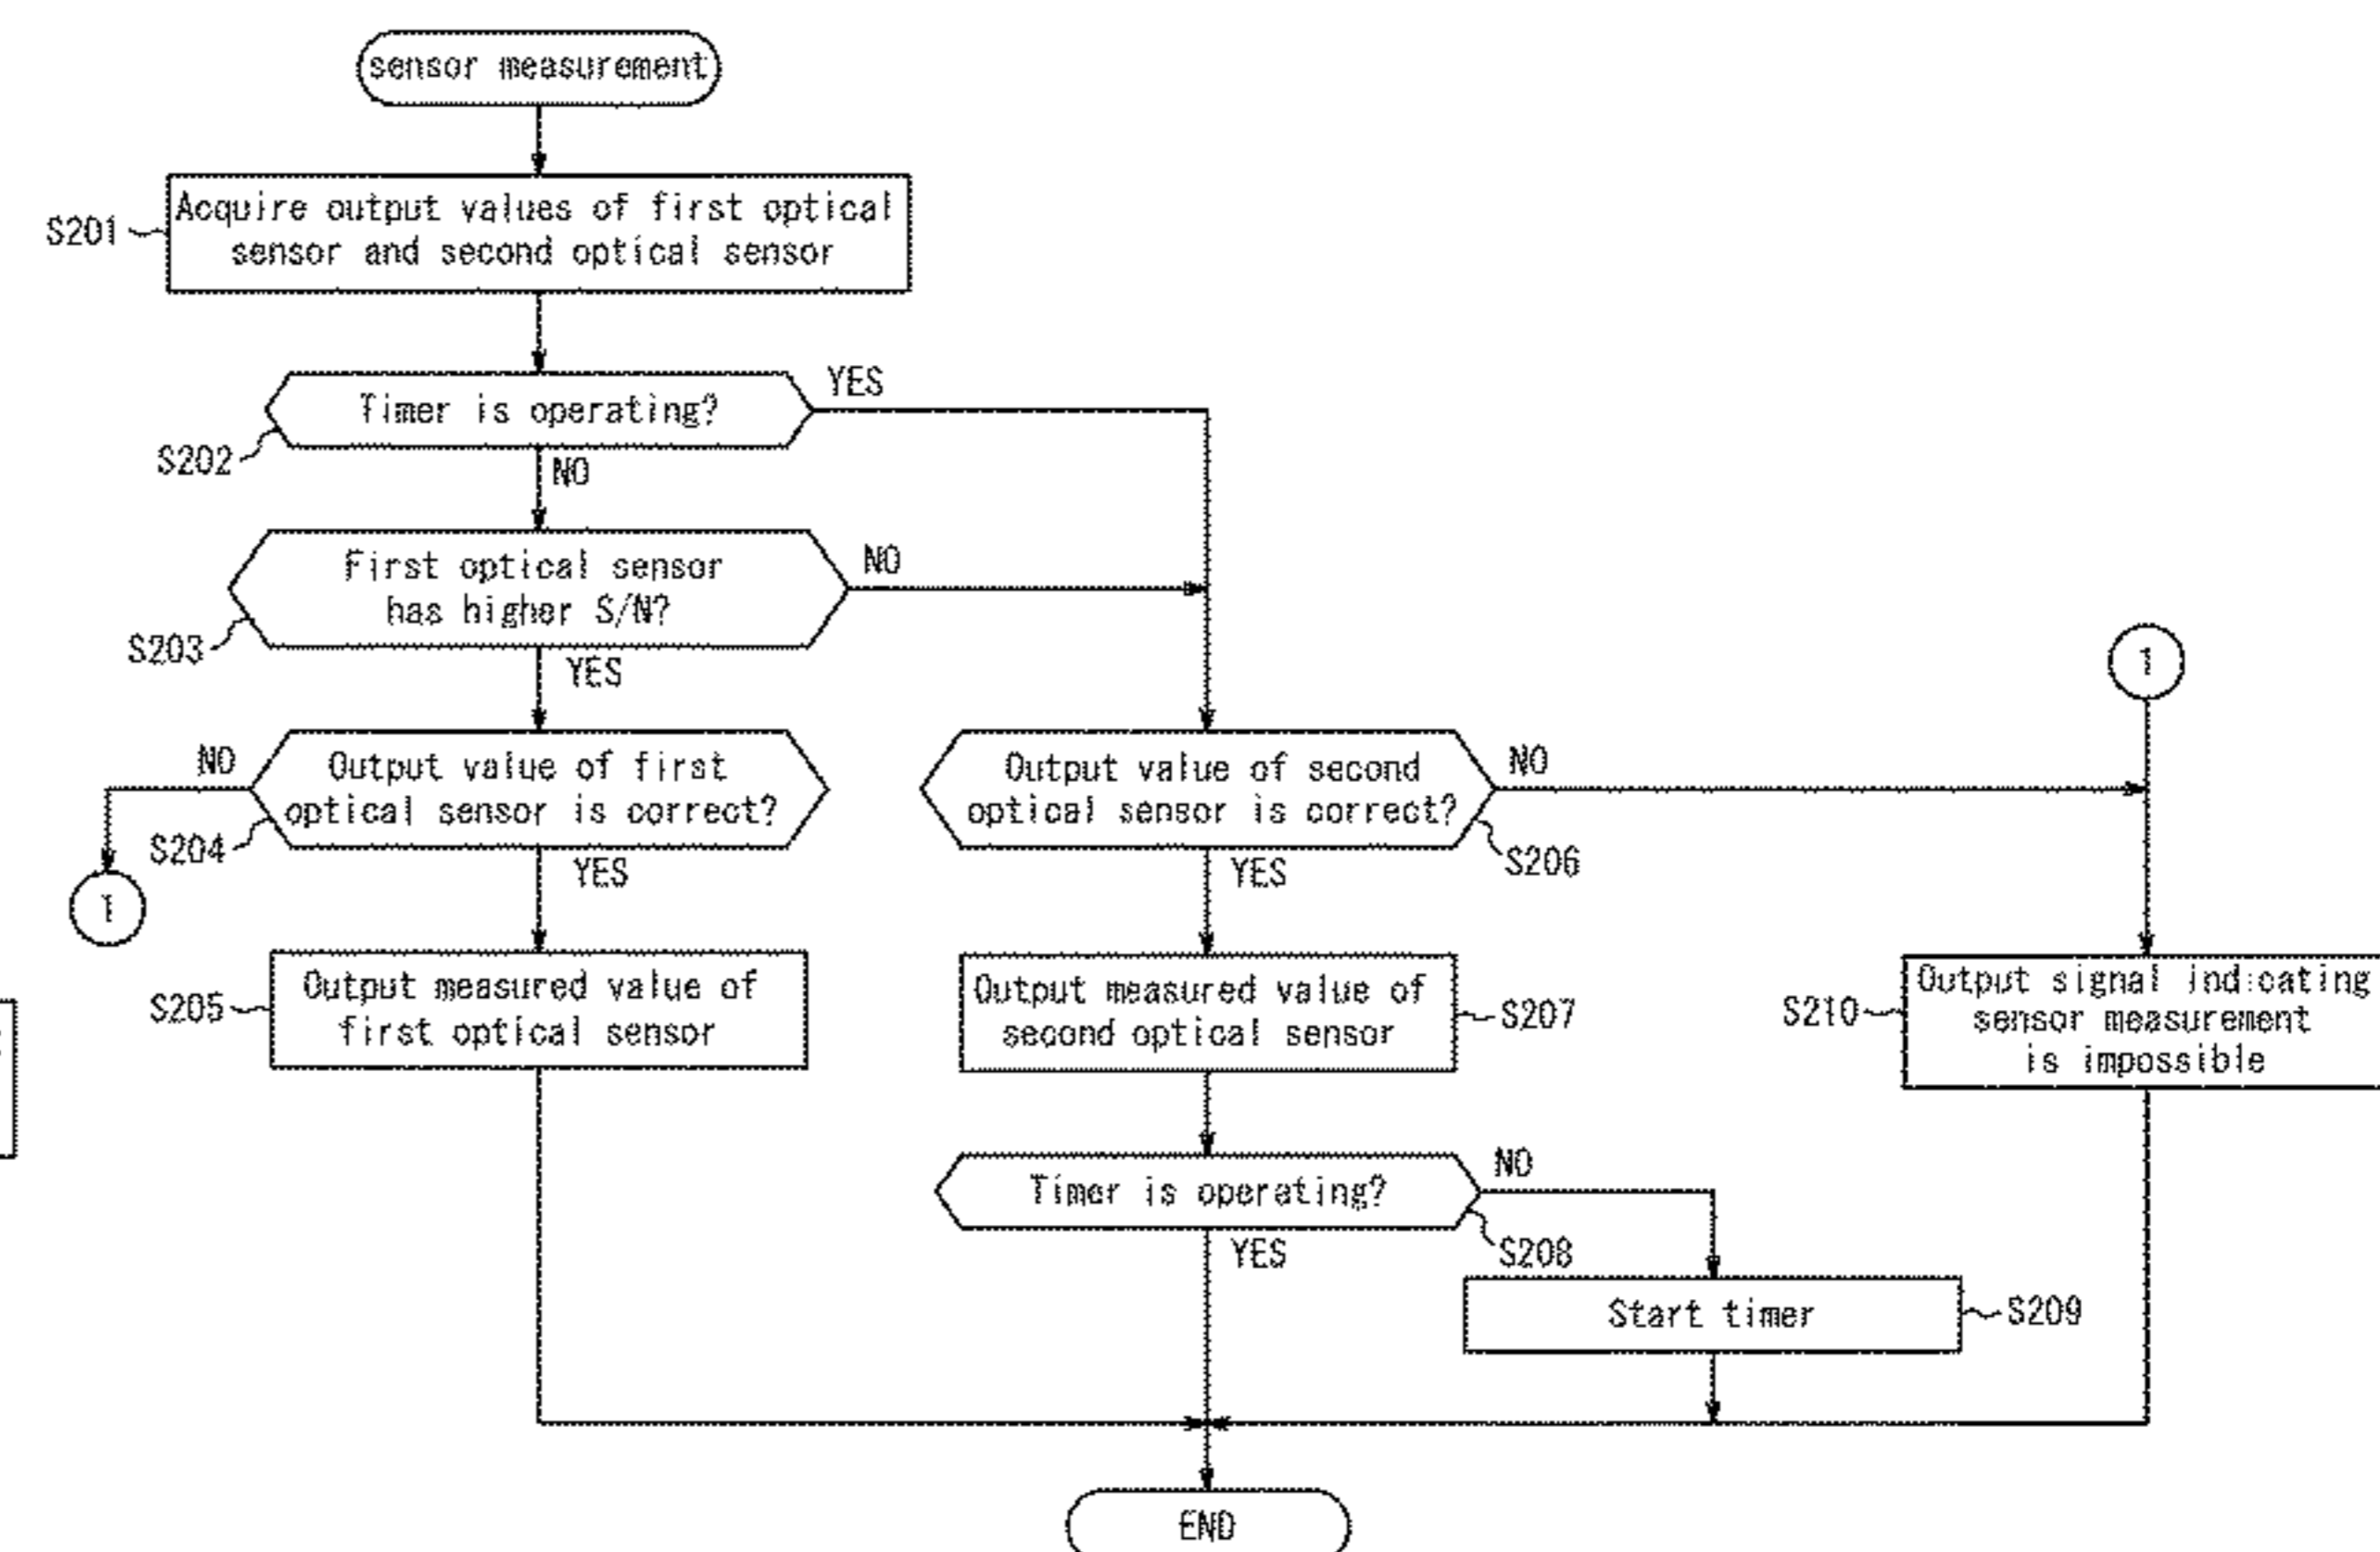 sensor measurement
S201
Acquire output values of first optical
sensor and second optical sensor
Timer is operating?
YES
S202
NO
First optical sensor
has higher S/N?
NO
S203
YES
1
NO
Output value of first
optical sensor is correct?
S204
YES
1
Output value of second
optical sensor is correct?
NO
S206
YES
S205
Output measured value of
first optical sensor
Output measured value of
second optical sensor
S207
S210
Output signal indicating
sensor measurement
is impossible
Timer is operating?
NO
S208
YES
Start timer
S209
END